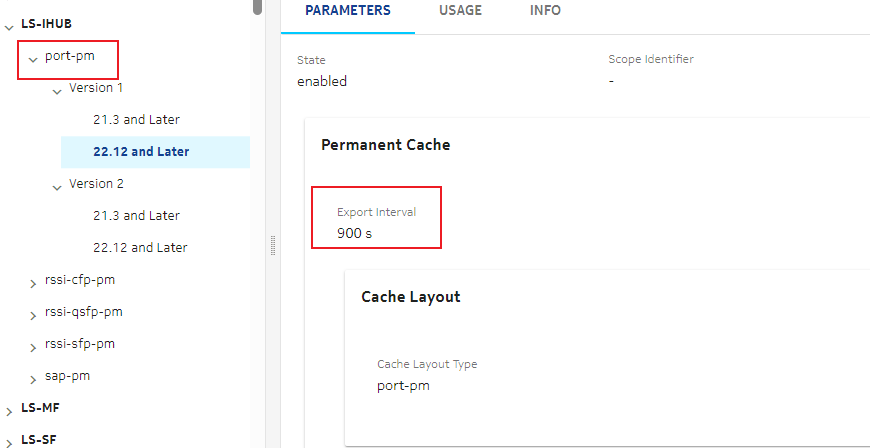 LS-IHUB
port-pm
Version 1
21.3 and Later
22.12 and Later
Version 2
21.3 and Later
22.12 and Later
rssi-cfp-pm
rssi-qsfp-pm
rssi-sfp-pm
sap-pm
LS-MF
LS-SF
PARAMETERS USAGE INFO
State Scope Identifier
enabled -
Permanent Cache
Export Interval
900 s
Cache Layout
Cache Layout Type
port-pm